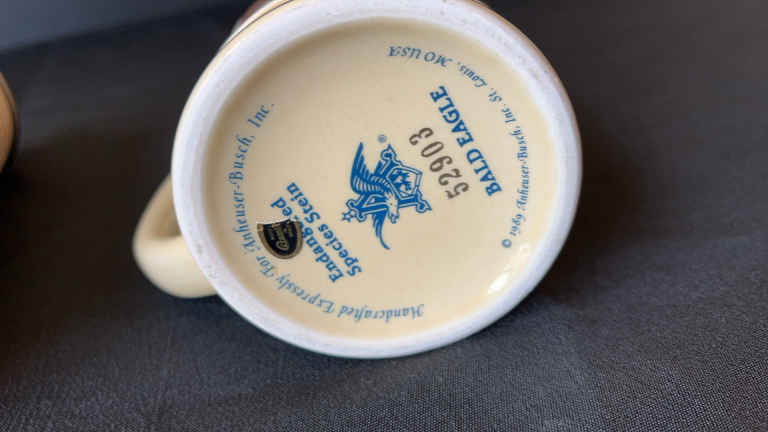 Handcrafted Expressly For Anheuser-Busch, Inc.
Endangered
Species Stein
®
52903
BALD EAGLE
© 1989 Anheuser-Busch, Inc. St. Louis, MO USA